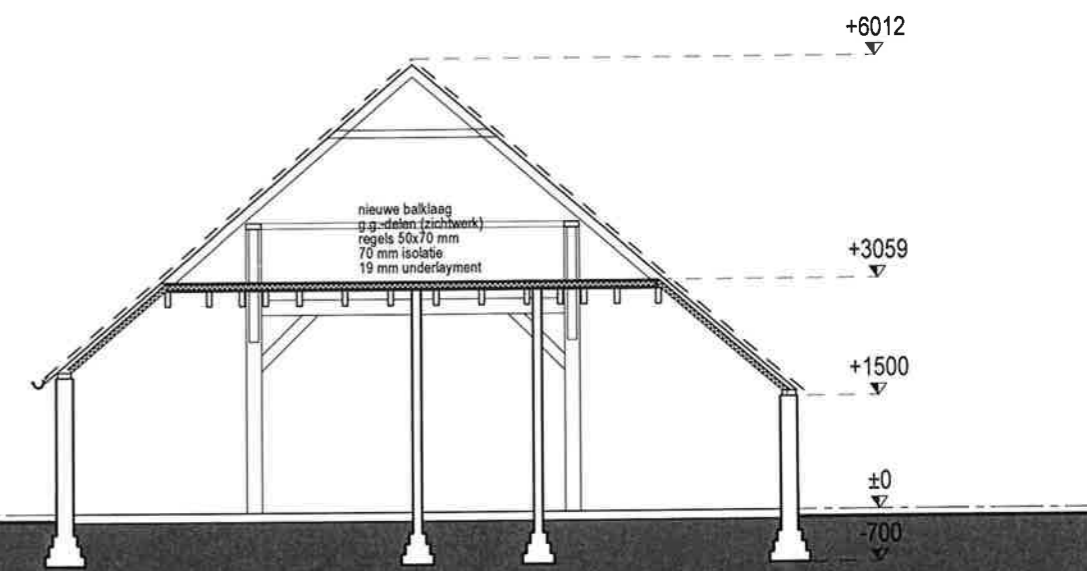 +6012
nieuwe balklaag
g.g.-delen (zichtwerk)
regels 50x70 mm
70 mm isolatie
19 mm underlayment
+3059
+1500
±0
-700